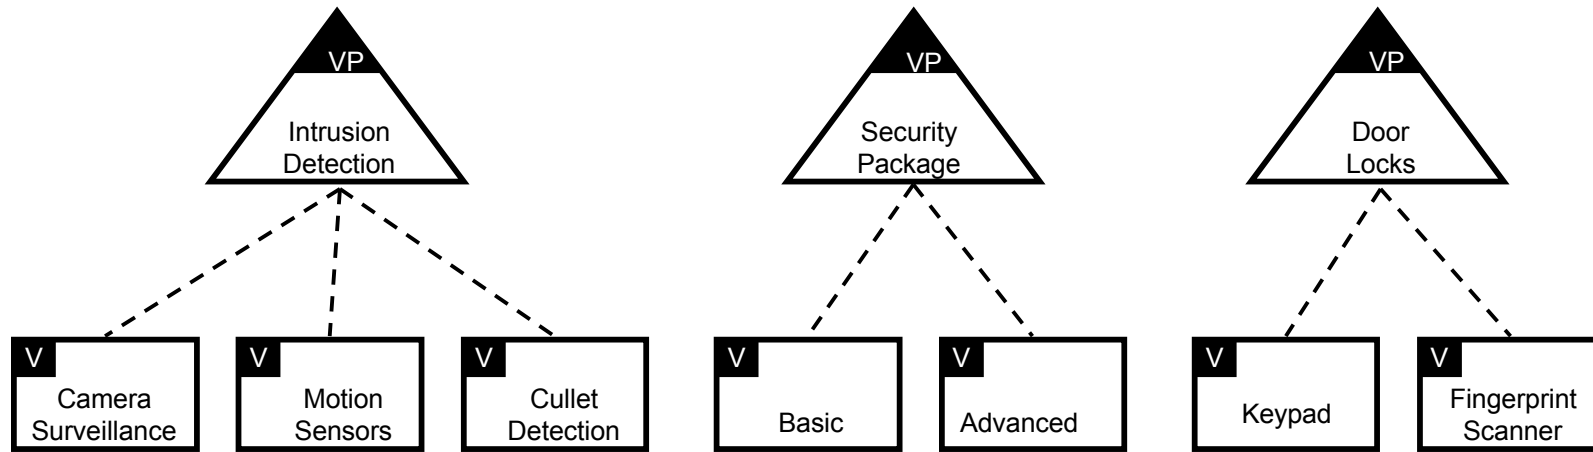 VP
Intrusion
Detection
VP
Security
Package
VP
Door
Locks
V
Camera
Surveillance
V
Motion
Sensors
V
Cullet
Detection
V
Basic
V
Advanced
V
Keypad
V
Fingerprint
Scanner